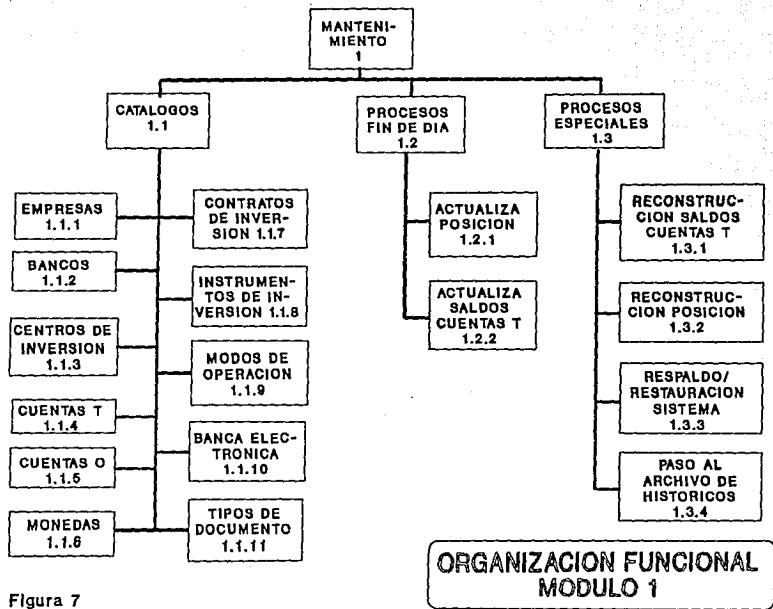 MANTENI-
MIENTO
1
CATALOGOS
1.1
PROCESOS
FIN DE DIA
1.2
PROCESOS
ESPECIALES
1.3
EMPRESAS
1.1.1
BANCOS
1.1.2
CENTROS DE
INVERSION
1.1.3
CUENTAS T
1.1.4
CUENTAS O
1.1.5
MONEDAS
1.1.6
CONTRATOS
DE INVER-
SION 1.1.7
INSTRUMEN-
TOS DE IN-
VERSION 1.1.8
MODOS DE
OPERACION
1.1.9
BANCA ELEC-
TRONICA
1.1.10
TIPOS DE
DOCUMENTO
1.1.11
ACTUALIZA
POSICION
1.2.1
ACTUALIZA
SALDOS
CUENTAS T
1.2.2
RECONSTRUC-
CION SALDOS
CUENTAS T
1.3.1
RECONSTRUC-
CION POSICION
1.3.2
RESPALDO/
RESTAURACION
SISTEMA
1.3.3
PASO AL
ARCHIVO DE
HISTORICOS
1.3.4
ORGANIZACION FUNCIONAL
MODULO 1
Figura 7